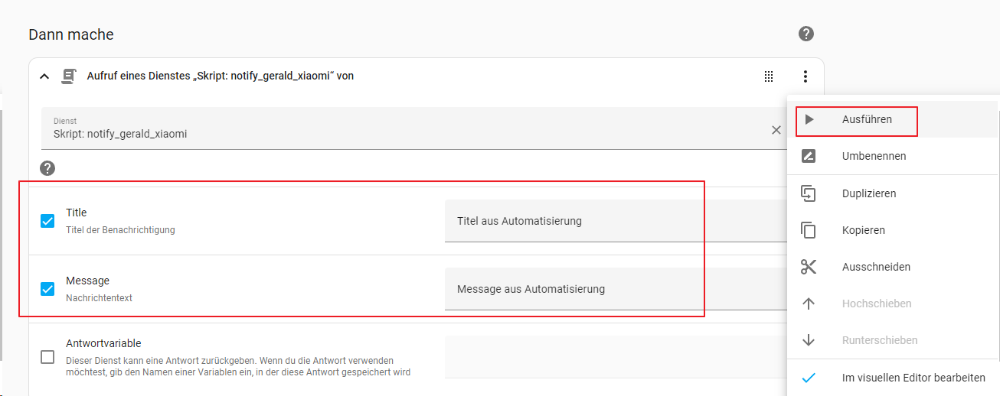 Dann mache
Aufruf eines Dienstes „Skript: notify_gerald_xiaomi“ von
Dienst
Skript: notify_gerald_xiaomi
Title
Titel der Benachrichtigung
Titel aus Automatisierung
Message
Nachrichtentext
Message aus Automatisierung
Antwortvariable
Dieser Dienst kann eine Antwort zurückgeben. Wenn du die Antwort verwenden
möchtest, gib den Namen einer Variablen ein, in der diese Antwort gespeichert wird
Ausführen
Umbenennen
Duplizieren
Kopieren
Ausschneiden
Hochschieben
Runterschieben
Im visuellen Editor bearbeiten